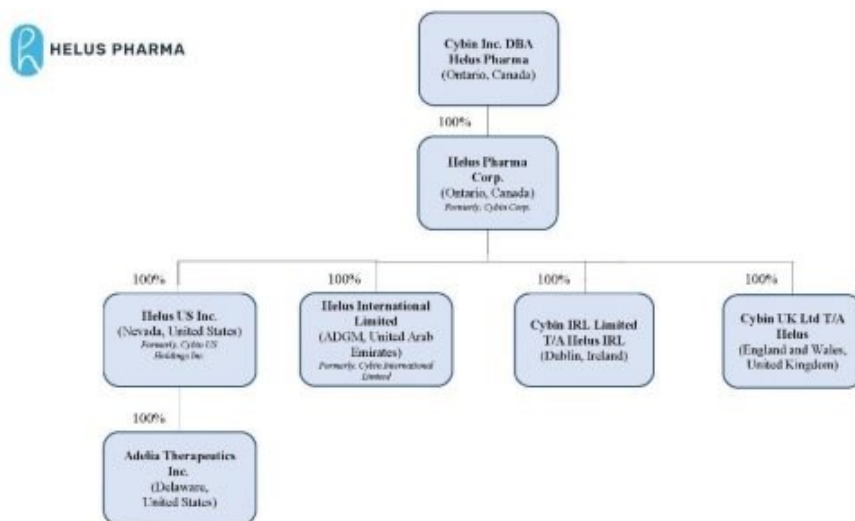 HELUS PHARMA
Cybin Inc. DBA
Helus Pharma
(Ontario, Canada)
100%
Helus Pharma
Corp.
(Ontario, Canada)
Formerly, Cybin Corp.
100%
100%
100%
100%
Helus US Inc.
(Nevada, United States)
Formerly, Cybin US
Holdings Inc
Helus International
Limited
(ADGM, United Arab
Emirates)
Formerly, Cybin International
Limited
Cybin IRL Limited
T/A Helus IRL
(Dublin, Ireland)
Cybin UK Ltd T/A
Helus
(England and Wales,
United Kingdom)
100%
Adelia Therapeutics
Inc.
(Delaware,
United States)